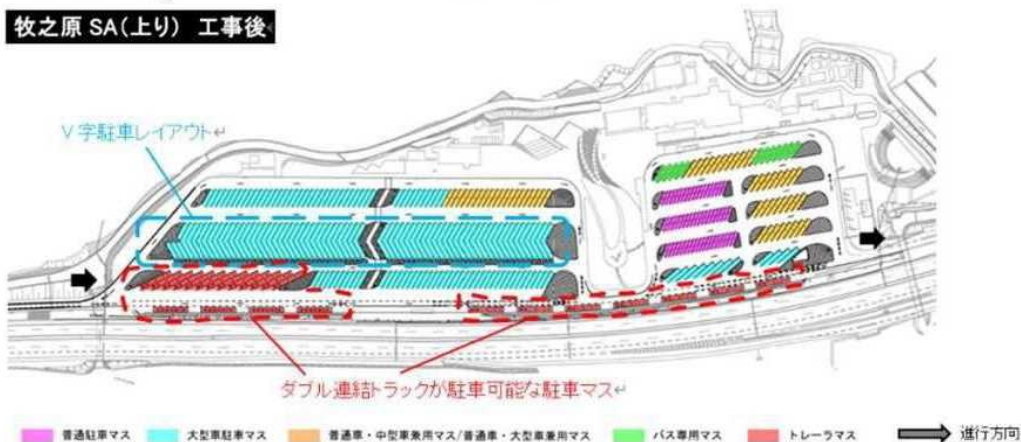 牧之原 SA(上り) 工事後
V字駐車レイアウト
ダブル連結トラックが駐車可能な駐車マス
普通駐車マス 大型車駐車マス 普通車・中型車兼用マス/普通車・大型車兼用マス バス専用マス トレーラマス 進行方向